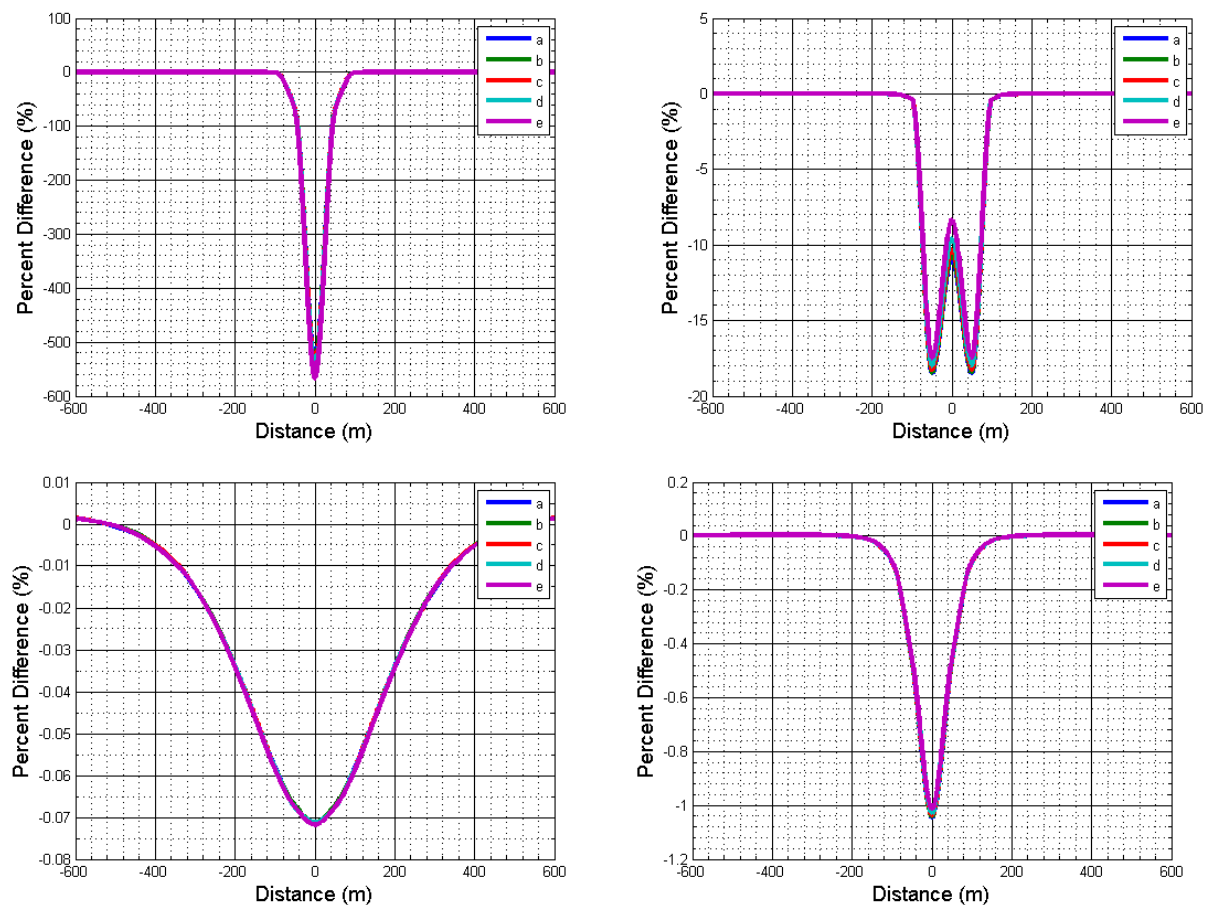 100
0
-100
-200
-300
-400
-500
-600
-600
-400
-200
0
200
400
600
Percent Difference (%)
Distance (m)
a
b
c
d
e
5
0
-5
-10
-15
-20
-600
-400
-200
0
200
400
600
Percent Difference (%)
Distance (m)
a
b
c
d
e
0.01
0
-0.01
-0.02
-0.03
-0.04
-0.05
-0.06
-0.07
-0.08
-600
-400
-200
0
200
400
600
Percent Difference (%)
Distance (m)
a
b
c
d
e
0.2
0
-0.2
-0.4
-0.6
-0.8
-1
-1.2
-600
-400
-200
0
200
400
600
Percent Difference (%)
Distance (m)
a
b
c
d
e